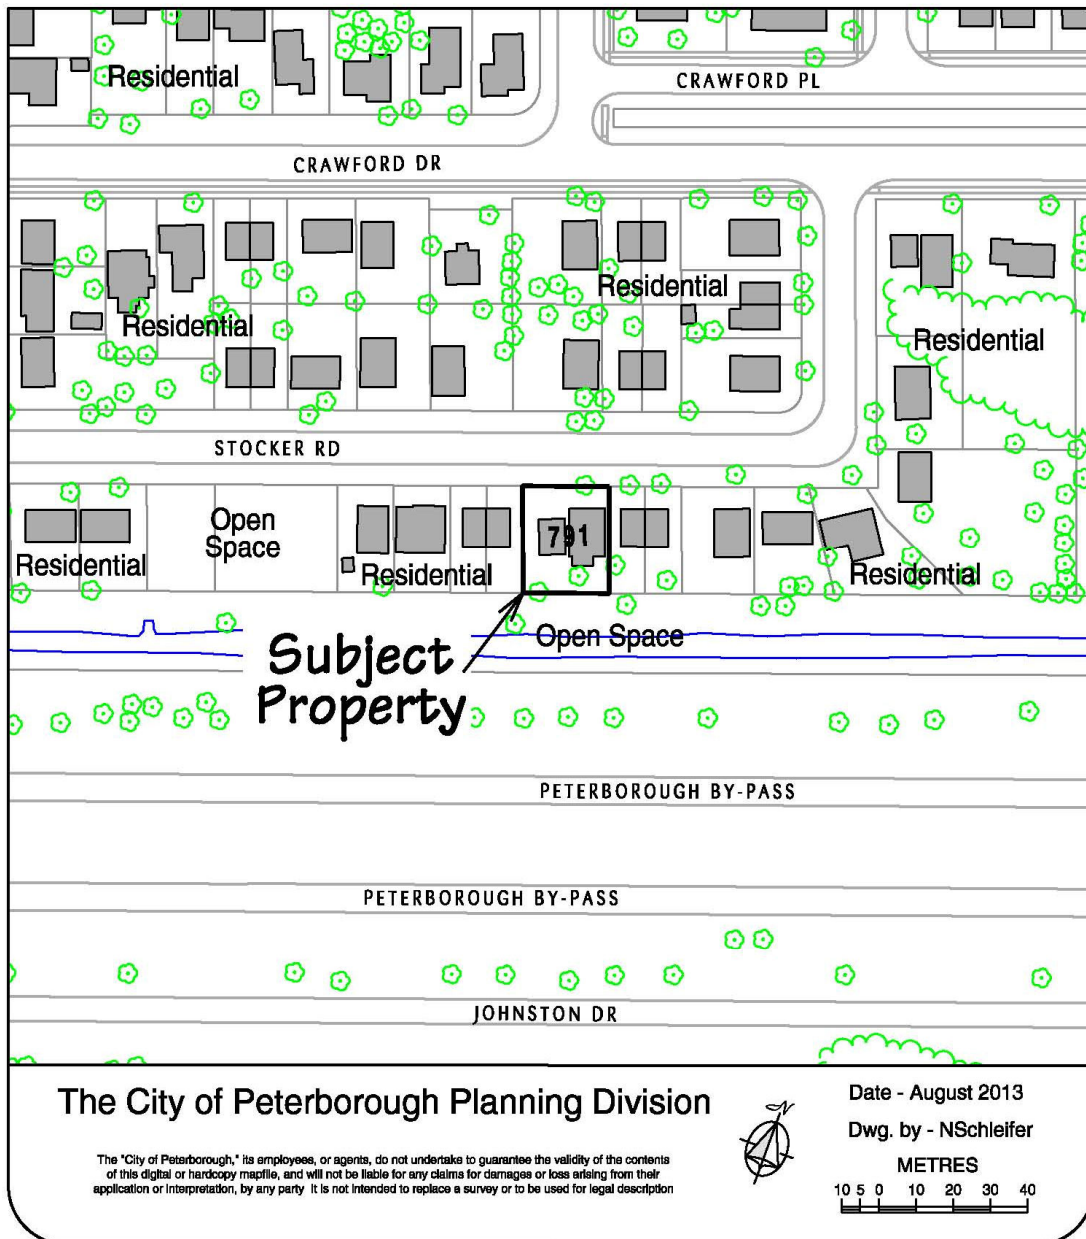 Residential
CRAWFORD PL
CRAWFORD DR
Residential
Residential
Residential
STOCKER RD
Open
Space
791
Residential
Residential
Residential
Open Space
Subject
Property
PETERBOROUGH BY-PASS
PETERBOROUGH BY-PASS
JOHNSTON DR
The City of Peterborough Planning Division
The "City of Peterborough," its employees, or agents, do not undertake to guarantee the validity of the contents
of this digital or hardcopy mapfile, and will not be liable for any claims for damages or loss arising from their
application or interpretation, by any party It is not intended to replace a survey or to be used for legal description
N
Date - August 2013
Dwg. by - NSchleifer
METRES
10 5 0 10 20 30 40